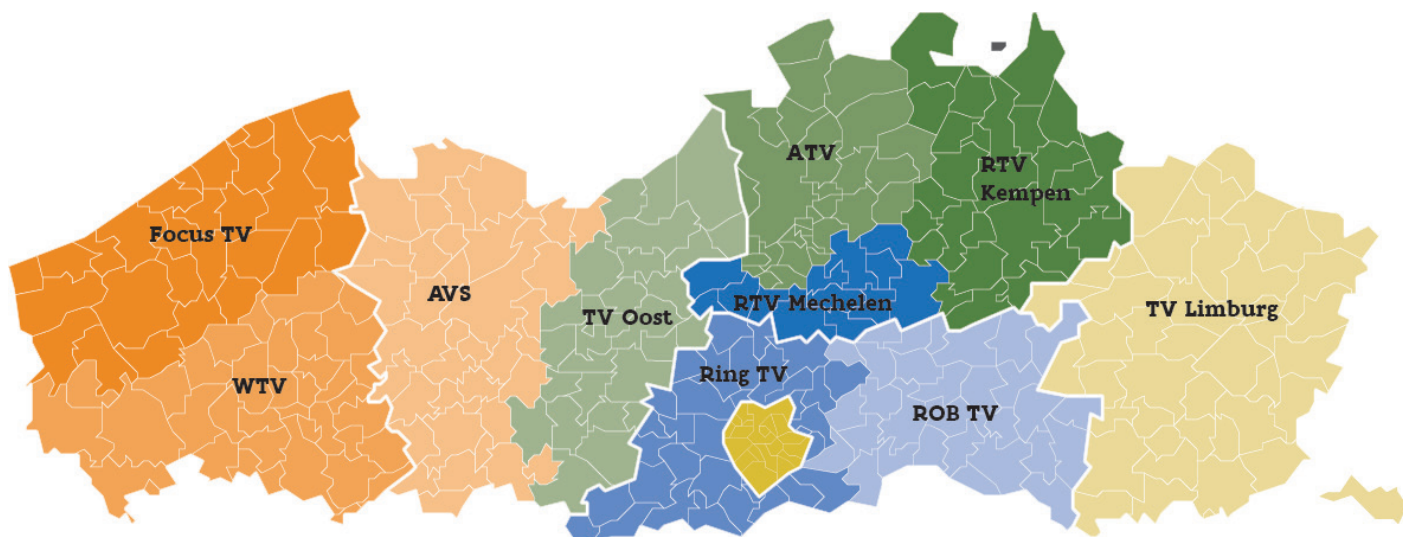 ATV
RTV
Kempen
Focus TV
AVS
RTV Mechelen
TV Oost
TV Limburg
Ring TV
WTV
ROB TV